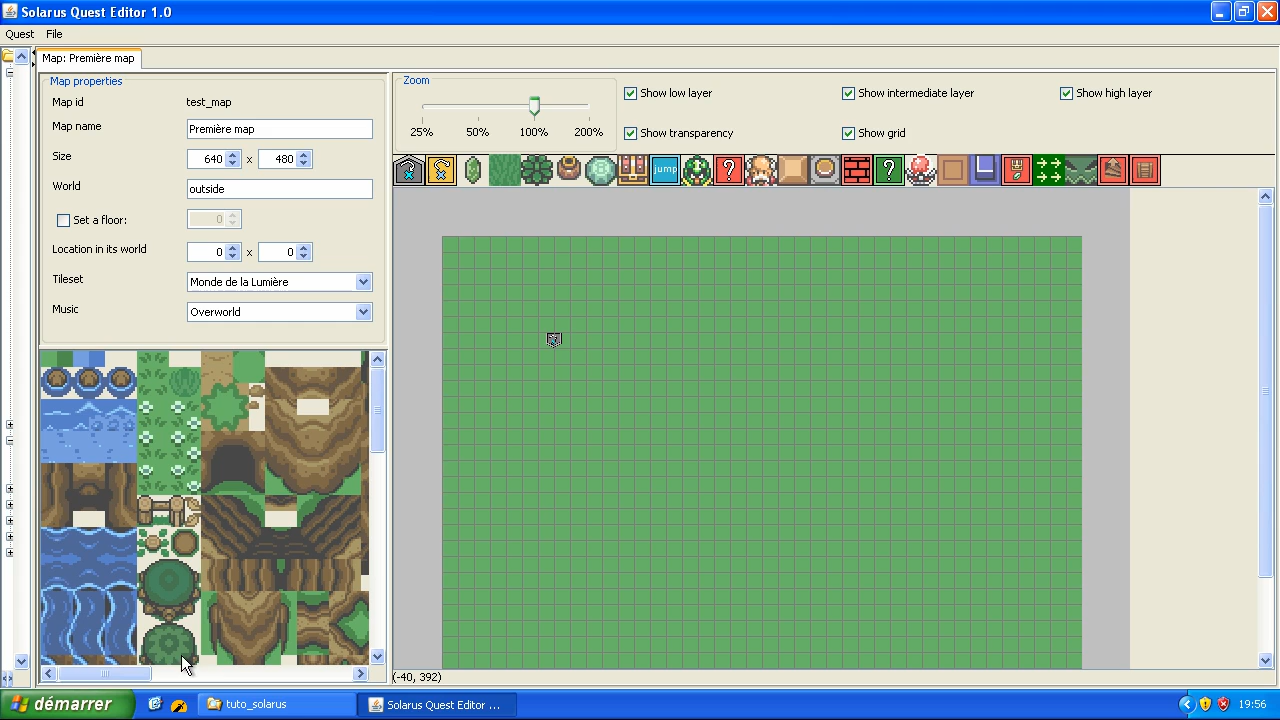 Solarus Quest Editor 1.0
Quest File
Map: Première map
Map properties
Map id test_map
Map name Première map
Size 640 x 480
World outside
Set a floor: 0
Location in its world 0 x 0
Tileset Monde de la Lumière
Music Overworld
Zoom
25% 50% 100% 200%
Show low layer
Show intermediate layer
Show high layer
Show transparency
Show grid
jump ? ?
(-40, 392)
démarrer
tuto_solarus
Solarus Quest Editor ...
19:56